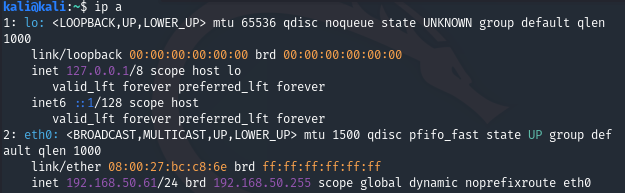 kali@kali:~$ ip a
1: lo: <LOOPBACK,UP,LOWER_UP> mtu 65536 qdisc noqueue state UNKNOWN group default qlen
1000
    link/loopback 00:00:00:00:00:00 brd 00:00:00:00:00:00
    inet 127.0.0.1/8 scope host lo
       valid_lft forever preferred_lft forever
    inet6 ::1/128 scope host
       valid_lft forever preferred_lft forever
2: eth0: <BROADCAST,MULTICAST,UP,LOWER_UP> mtu 1500 qdisc pfifo_fast state UP group def
ault qlen 1000
    link/ether 08:00:27:bc:c8:6e brd ff:ff:ff:ff:ff:ff
    inet 192.168.50.61/24 brd 192.168.50.255 scope global dynamic noprefixroute eth0